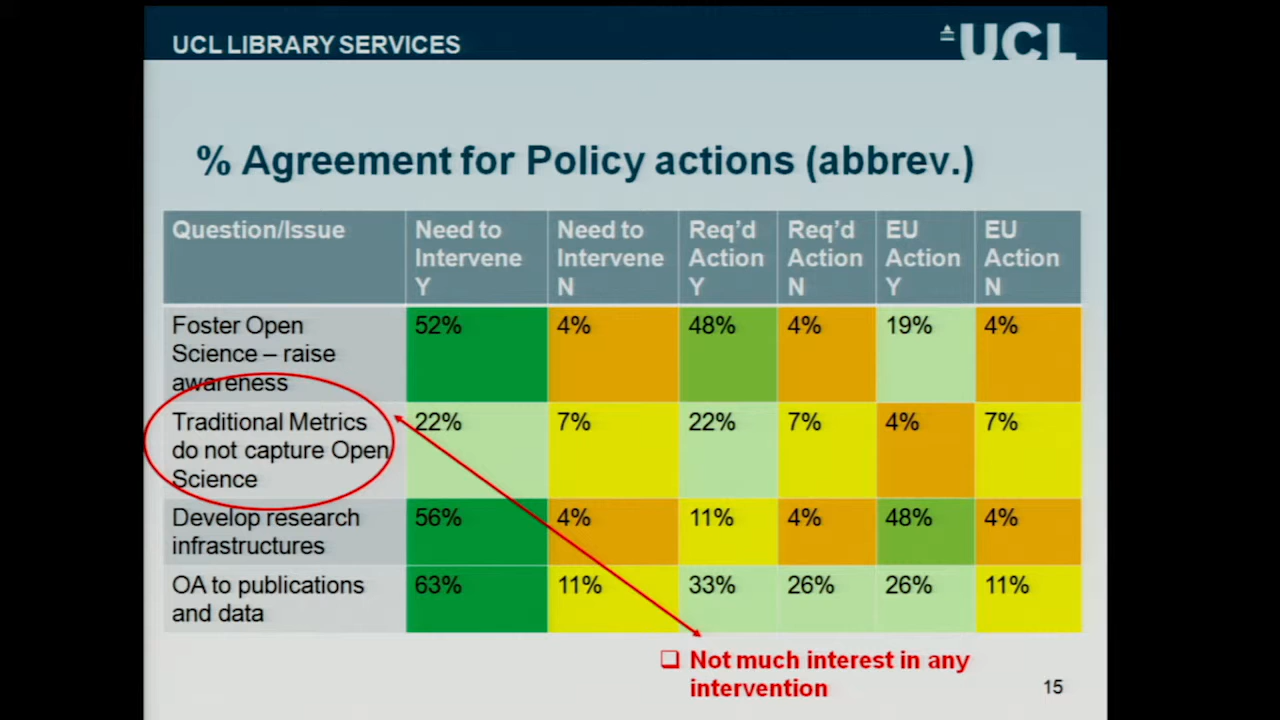 UCL LIBRARY SERVICES
UCL
% Agreement for Policy actions (abbrev.)
Question/Issue
Need to
Intervene
Y
Need to
Intervene
N
Req'd
Action
Y
Req'd
Action
N
EU
Action
Y
EU
Action
N
Foster Open
Science – raise
awareness
52%
4%
48%
4%
19%
4%
Traditional Metrics
do not capture Open
Science
22%
7%
22%
7%
4%
7%
Develop research
infrastructures
56%
4%
11%
4%
48%
4%
OA to publications
and data
63%
11%
33%
26%
26%
11%
❑ Not much interest in any
intervention
15